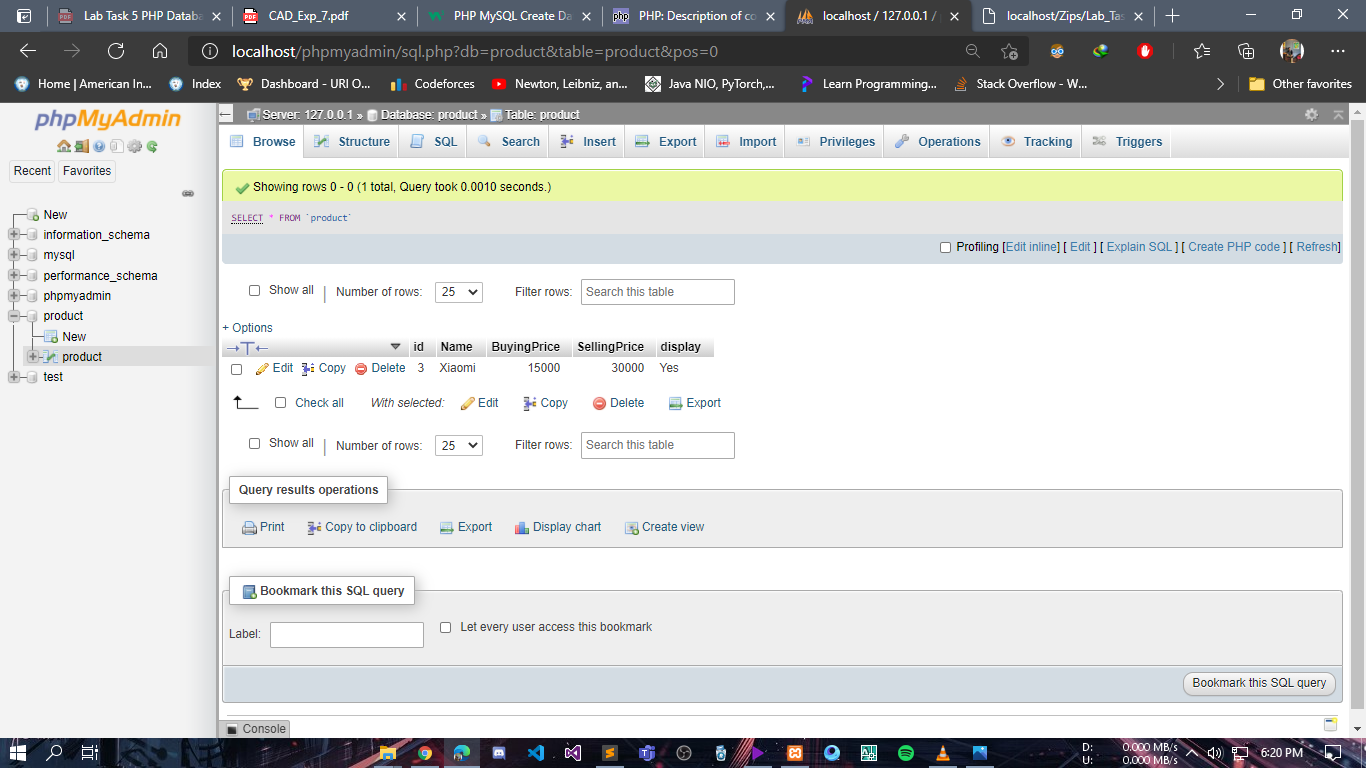 Lab Task 5 PHP Databa
CAD_Exp_7.pdf
PHP MySQL Create Da
PHP: Description of co
localhost / 127.0.0.1 /
localhost/Zips/Lab_Tas
localhost/phpmyadmin/sql.php?db=product&table=product&pos=0
Home | American In...
Index
Dashboard - URI O...
Codeforces
Newton, Leibniz, an...
Java NIO, PyTorch,...
Learn Programming...
Stack Overflow - W...
Other favorites
phpMyAdmin
Recent
Favorites
New
information_schema
mysql
performance_schema
phpmyadmin
product
New
product
test
Server: 127.0.0.1 » Database: product » Table: product
Browse
Structure
SQL
Search
Insert
Export
Import
Privileges
Operations
Tracking
Triggers
Showing rows 0 - 0 (1 total, Query took 0.0010 seconds.)
SELECT * FROM `product`
Profiling [Edit inline] [ Edit ] [ Explain SQL ] [ Create PHP code ] [ Refresh]
Show all | Number of rows: 25 Filter rows: Search this table
+ Options
id Name BuyingPrice SellingPrice display
Edit Copy Delete 3 Xiaomi 15000 30000 Yes
Check all With selected: Edit Copy Delete Export
Show all | Number of rows: 25 Filter rows: Search this table
Query results operations
Print Copy to clipboard Export Display chart Create view
Bookmark this SQL query
Label: Let every user access this bookmark
Bookmark this SQL query
Console
D: 0.000 MB/s
U: 0.000 MB/s
6:20 PM